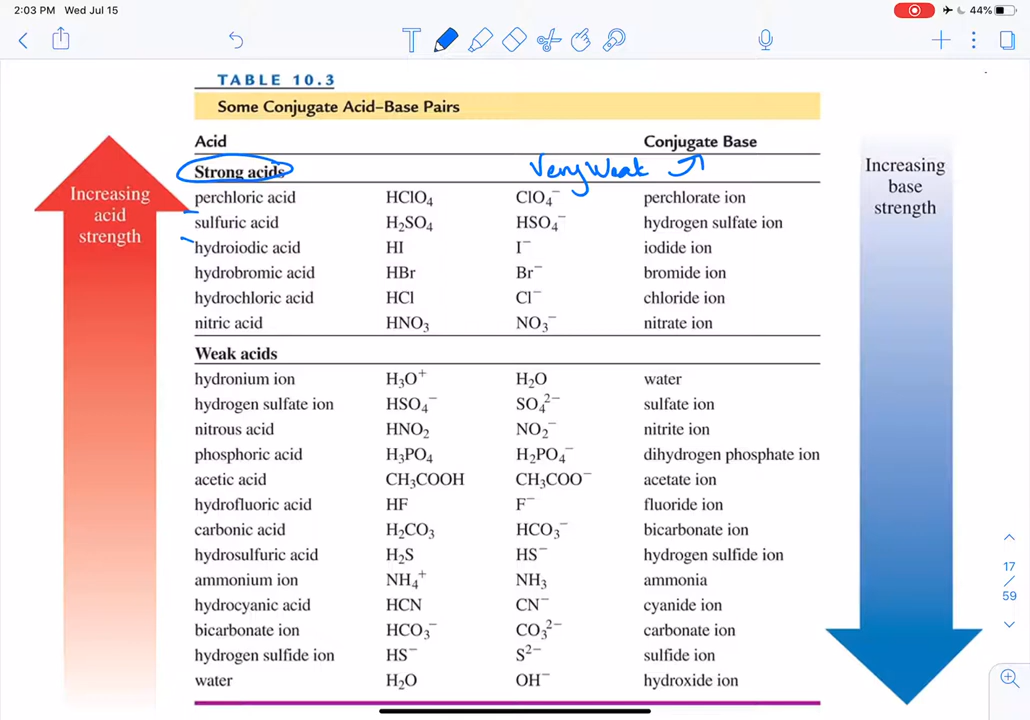 2:03 PM Wed Jul 15 44%
T
TABLE 10.3
Some Conjugate Acid–Base Pairs
Acid Conjugate Base
Strong acids Very Weak
perchloric acid HClO₄ ClO₄⁻ perchlorate ion
sulfuric acid H₂SO₄ HSO₄⁻ hydrogen sulfate ion
hydroiodic acid HI I⁻ iodide ion
hydrobromic acid HBr Br⁻ bromide ion
hydrochloric acid HCl Cl⁻ chloride ion
nitric acid HNO₃ NO₃⁻ nitrate ion
Weak acids
hydronium ion H₃O⁺ H₂O water
hydrogen sulfate ion HSO₄⁻ SO₄²⁻ sulfate ion
nitrous acid HNO₂ NO₂⁻ nitrite ion
phosphoric acid H₃PO₄ H₂PO₄⁻ dihydrogen phosphate ion
acetic acid CH₃COOH CH₃COO⁻ acetate ion
hydrofluoric acid HF F⁻ fluoride ion
carbonic acid H₂CO₃ HCO₃⁻ bicarbonate ion
hydrosulfuric acid H₂S HS⁻ hydrogen sulfide ion
ammonium ion NH₄⁺ NH₃ ammonia
hydrocyanic acid HCN CN⁻ cyanide ion
bicarbonate ion HCO₃⁻ CO₃²⁻ carbonate ion
hydrogen sulfide ion HS⁻ S²⁻ sulfide ion
water H₂O OH⁻ hydroxide ion
Increasing
acid
strength
Increasing
base
strength
17
/
59